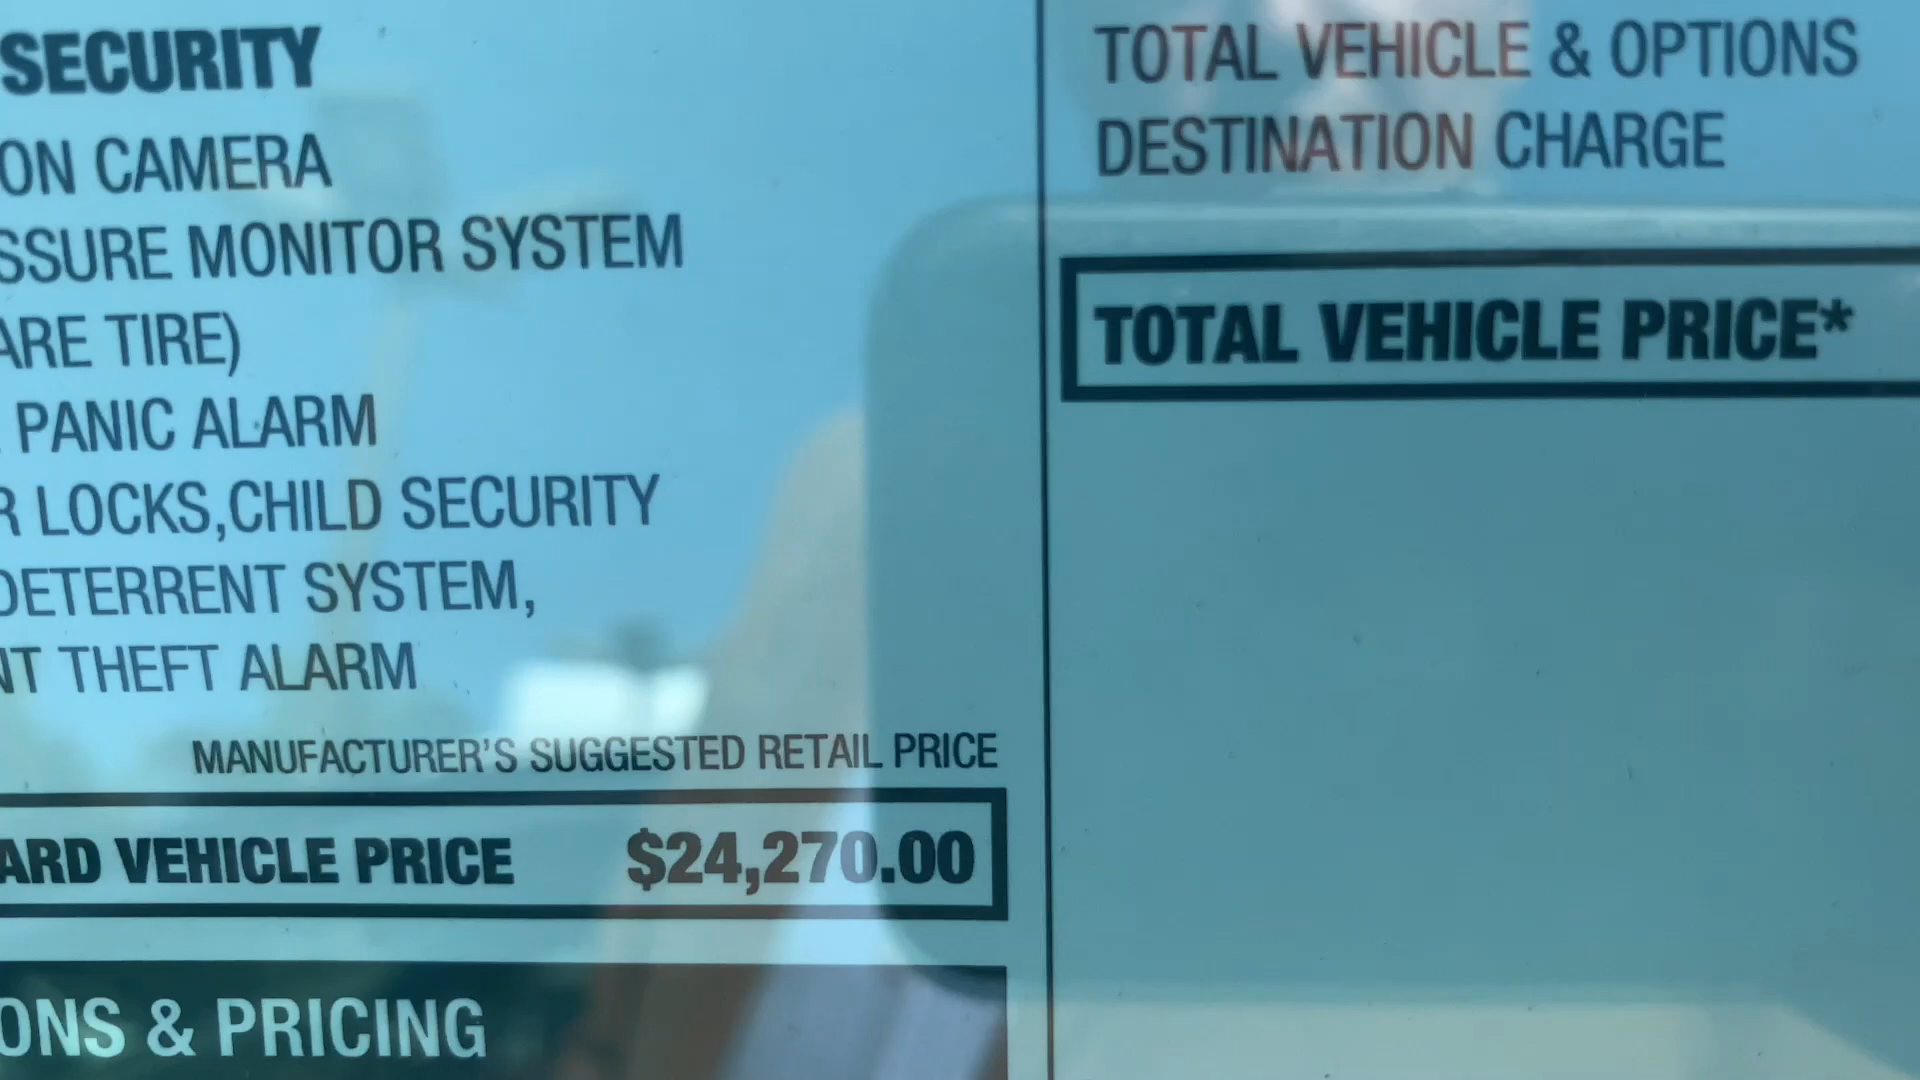 SECURITY
ON CAMERA
SSURE MONITOR SYSTEM
ARE TIRE)
PANIC ALARM
R LOCKS,CHILD SECURITY
DETERRENT SYSTEM,
NT THEFT ALARM
MANUFACTURER'S SUGGESTED RETAIL PRICE
ARD VEHICLE PRICE $24,270.00
ONS & PRICING
TOTAL VEHICLE & OPTIONS
DESTINATION CHARGE
TOTAL VEHICLE PRICE*